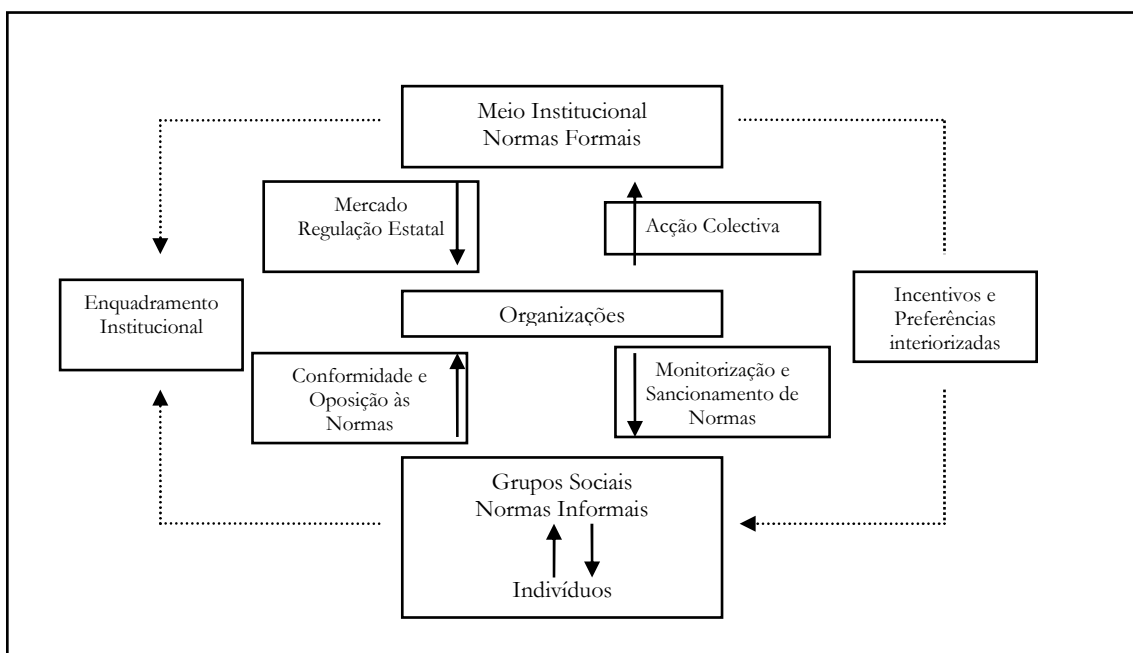 Meio Institucional
Normas Formais
Mercado
Regulação Estatal
Acção Colectiva
Enquadramento
Institucional
Organizações
Incentivos e
Preferências
interiorizadas
Conformidade e
Oposição às
Normas
Monitorização e
Sancionamento de
Normas
Grupos Sociais
Normas Informais
Indivíduos